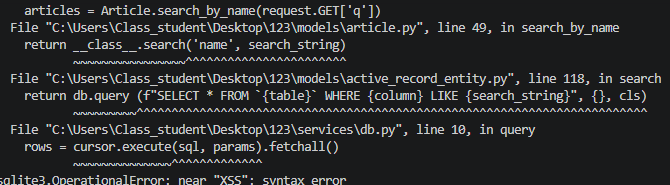 articles = Article.search_by_name(request.GET['q'])
File "C:\Users\Class_student\Desktop\123\models\article.py", line 49, in search_by_name
return __class__.search('name', search_string)
~~~~~~~~~~~~~~~~^^^^^^^^^^^^^^^^^^^^^^^
File "C:\Users\Class_student\Desktop\123\models\active_record_entity.py", line 118, in search
return db.query (f"SELECT * FROM `{table}` WHERE {column} LIKE {search_string}", {}, cls)
~~~~~~~~~^^^^^^^^^^^^^^^^^^^^^^^^^^^^^^^^^^^^^^^^^^^^^^^^^^^^^^^^^^^^^^^^^^^^^^^^
File "C:\Users\Class_student\Desktop\123\services\db.py", line 10, in query
rows = cursor.execute(sql, params).fetchall()
~~~~~~~~~~~~~~^^^^^^^^^^^^^
sqlite3.OperationalError: near "XSS": syntax error